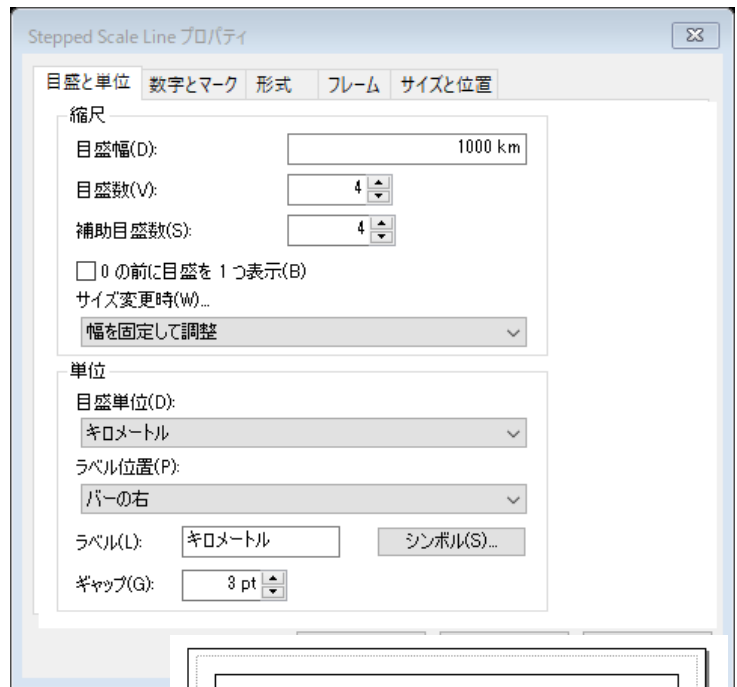 Stepped Scale Line プロパティ
目盛と単位 数字とマーク 形式 フレーム サイズと位置
縮尺
目盛幅(D): 1000 km
目盛数(V): 4
補助目盛数(S): 4
0 の前に目盛を 1 つ表示(B)
サイズ変更時(W)...
幅を固定して調整
単位
目盛単位(D):
キロメートル
ラベル位置(P):
バーの右
ラベル(L): キロメートル シンボル(S)...
ギャップ(G): 3 pt